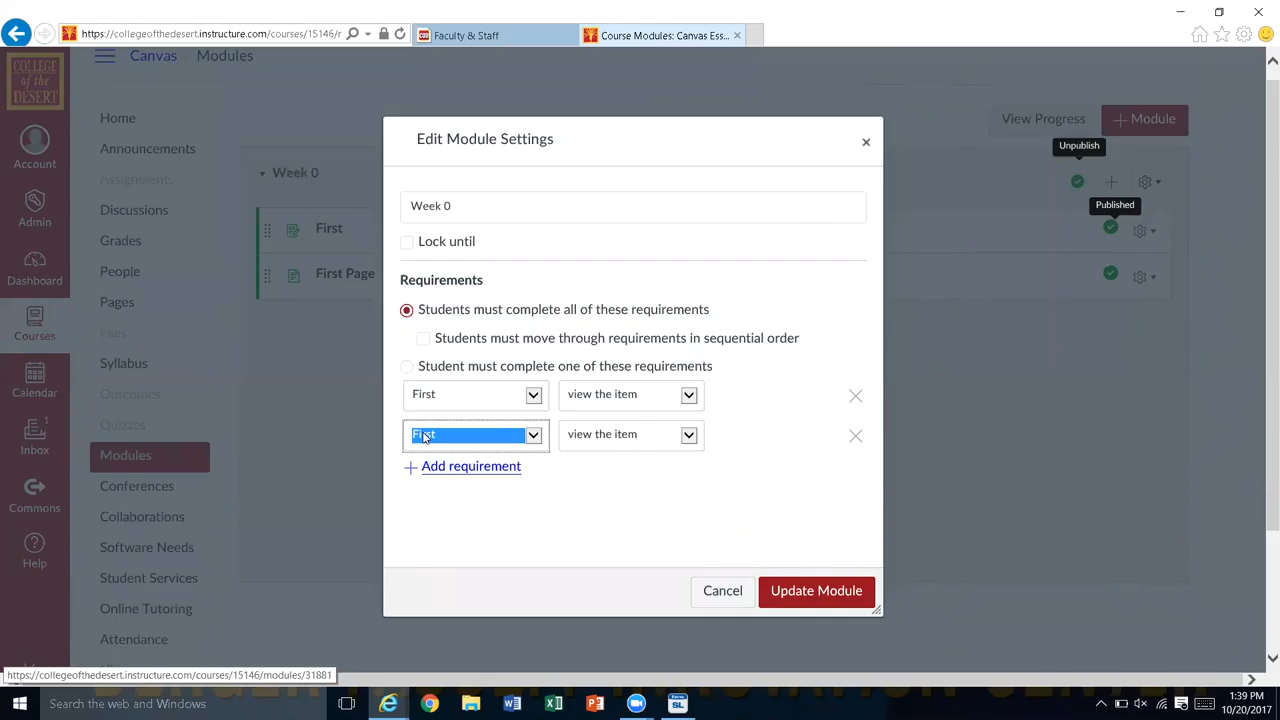 https://collegeofthedesert.instructure.com/courses/15146/r
Faculty & Staff
Course Modules: Canvas Ess...
COLLEGE
of the
DESERT
Canvas
Modules
Account
Admin
Dashboard
Courses
Calendar
Inbox
Commons
Help
Home
Announcements
Assignments
Discussions
Grades
People
Pages
Files
Syllabus
Outcomes
Quizzes
Modules
Conferences
Collaborations
Software Needs
Student Services
Online Tutoring
Attendance
View Progress
+ Module
Unpublish
Week 0
Published
First
First Page
Edit Module Settings
Week 0
Lock until
Requirements
Students must complete all of these requirements
Students must move through requirements in sequential order
Student must complete one of these requirements
First
view the item
First
view the item
+ Add requirement
Cancel
Update Module
https://collegeofthedesert.instructure.com/courses/15146/modules/31881
Search the web and Windows
1:39 PM
10/20/2017